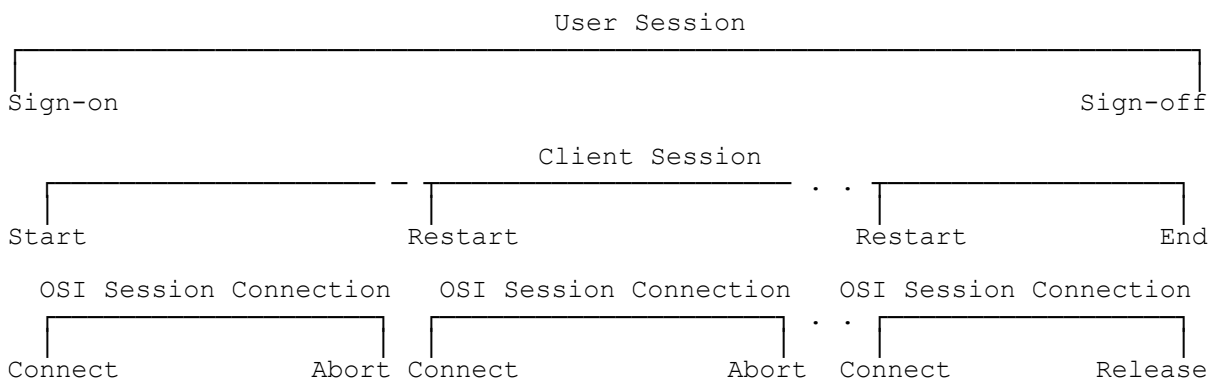 User Session
Sign-on Sign-off
Client Session
. .
Start Restart Restart End
OSI Session Connection OSI Session Connection OSI Session Connection
. .
Connect Abort Connect Abort Connect Release